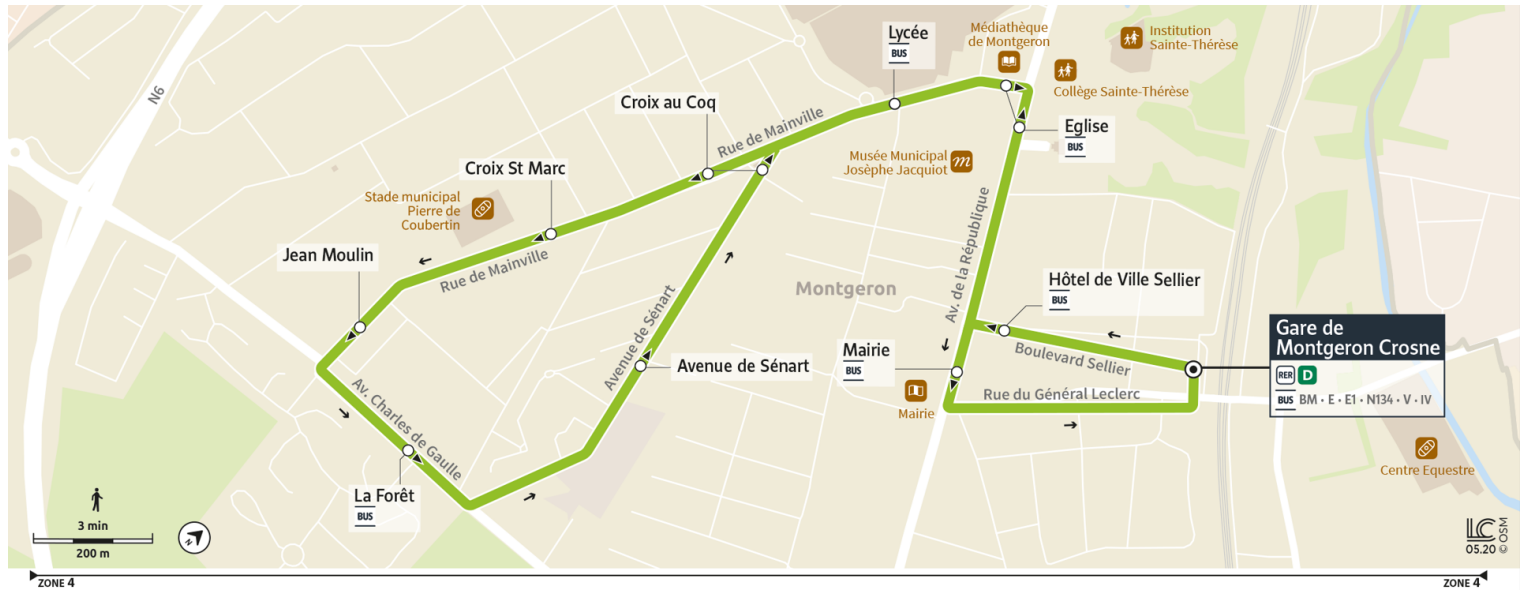 N6
Lycée
BUS
Médiathèque
de Montgeron
Institution
Sainte-Thérèse
Collège Sainte-Thérèse
Croix au Coq
Rue de Mainville
Eglise
BUS
Musée Municipal
Josèphe Jacquiot
m
Croix St Marc
Stade municipal
Pierre de
Coubertin
Jean Moulin
Rue de Mainville
Av. de la République
Montgeron
Hôtel de Ville Sellier
BUS
Gare de
Montgeron Crosne
RER D
BUS BM • E • E1 • N134 • V • IV
Mairie
BUS
Boulevard Sellier
Avenue de Sénart
Avenue de Sénart
Rue du Général Leclerc
Mairie
Av. Charles de Gaulle
Centre Equestre
La Forêt
BUS
3 min
200 m
N
LC
05.20 © OSM
ZONE 4
ZONE 4